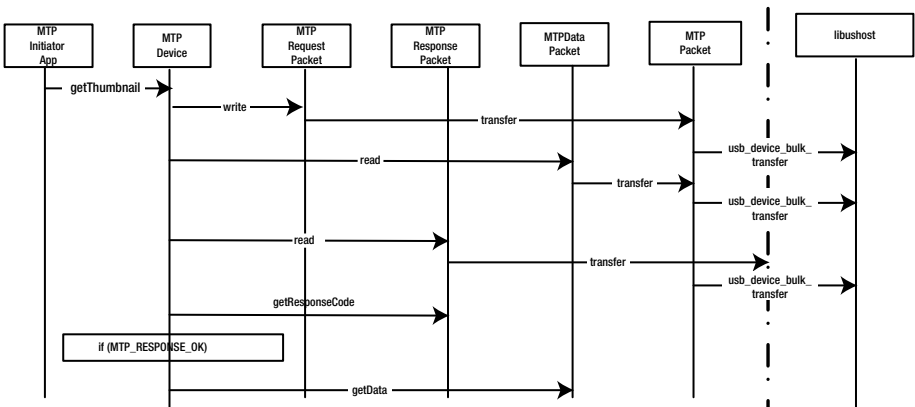 MTP
Initiator
App
MTP
Device
MTP
Request
Packet
MTP
Response
Packet
MTPData
Packet
MTP
Packet
libushost
getThumbnail
write
transfer
usb_device_bulk_
transfer
read
transfer
usb_device_bulk_
transfer
read
transfer
usb_device_bulk_
transfer
getResponseCode
if (MTP_RESPONSE_OK)
getData